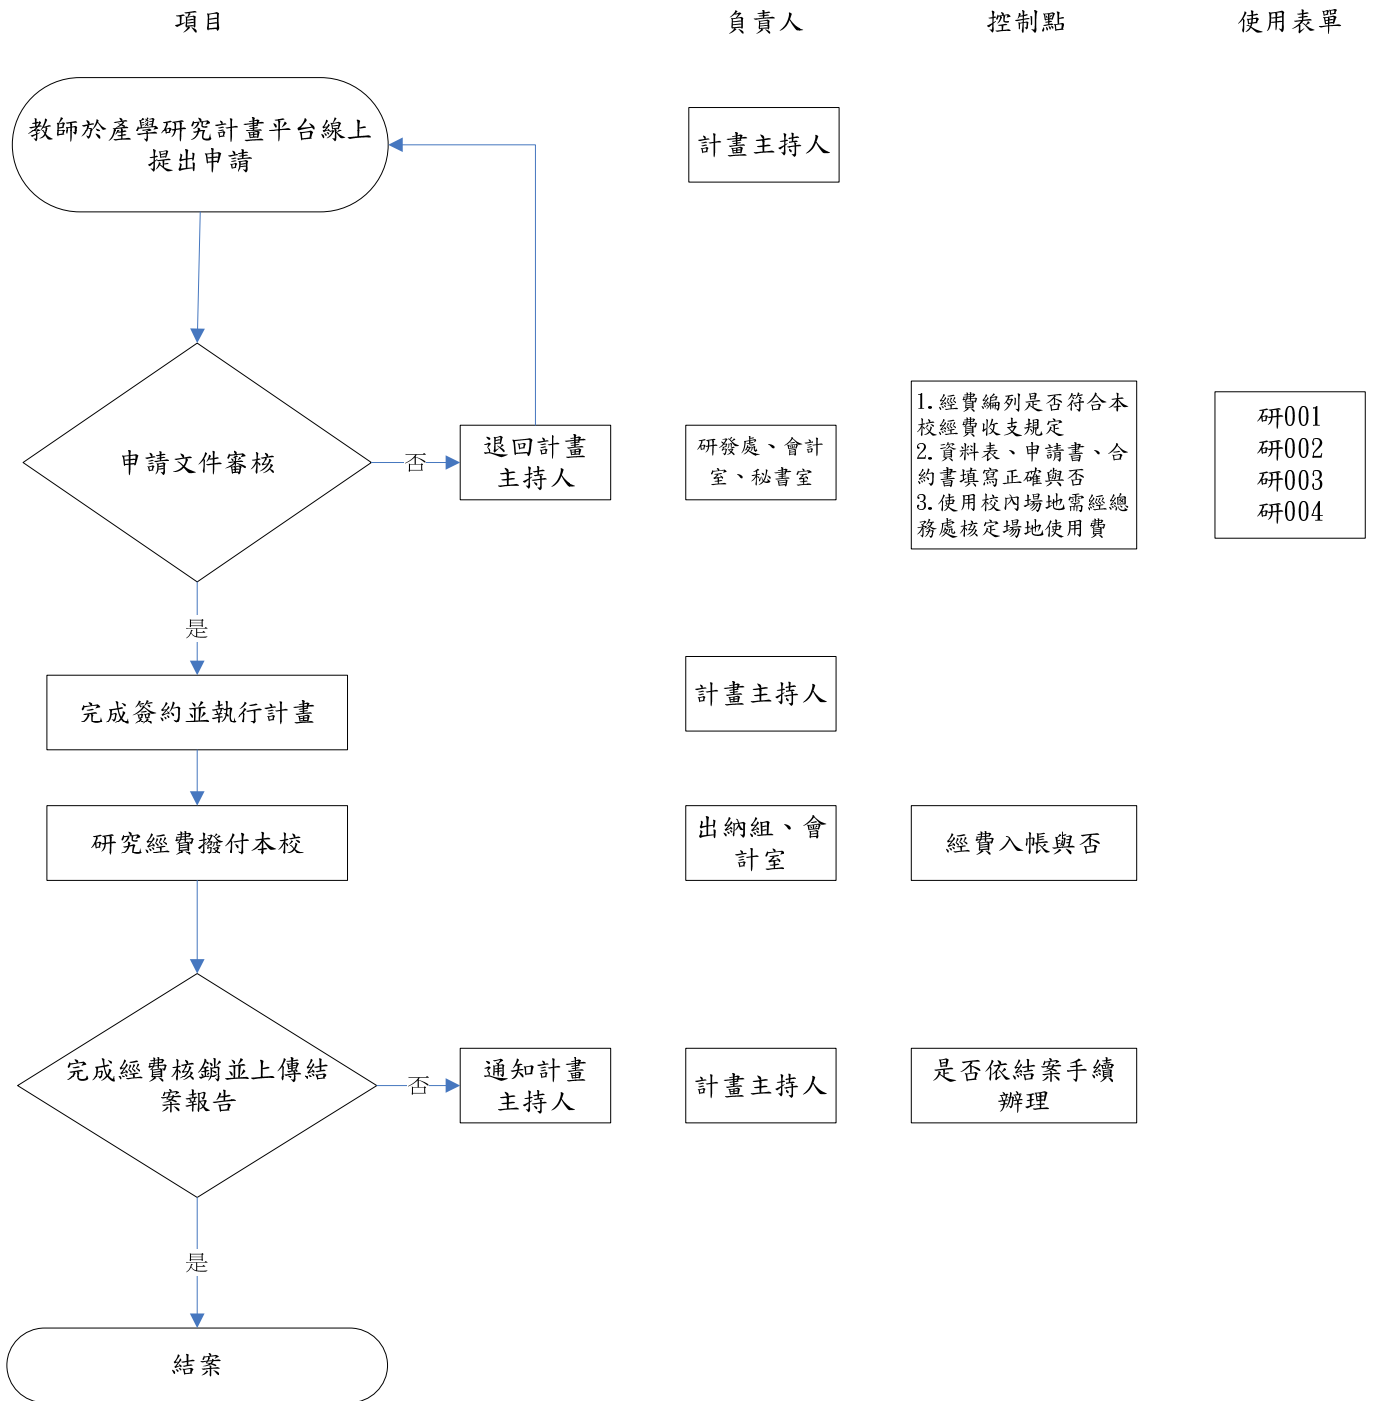 項目
負責人
控制點
使用表單
教師於產學研究計畫平台線上
提出申請
計畫主持人
申請文件審核
否
退回計畫
主持人
研發處、會計
室、秘書室
1.經費編列是否符合本
校經費收支規定
2.資料表、申請書、合
約書填寫正確與否
3.使用校內場地需經總
務處核定場地使用費
研001
研002
研003
研004
是
完成簽約並執行計畫
計畫主持人
研究經費撥付本校
出納組、會
計室
經費入帳與否
完成經費核銷並上傳結
案報告
否
通知計畫
主持人
計畫主持人
是否依結案手續
辦理
是
結案